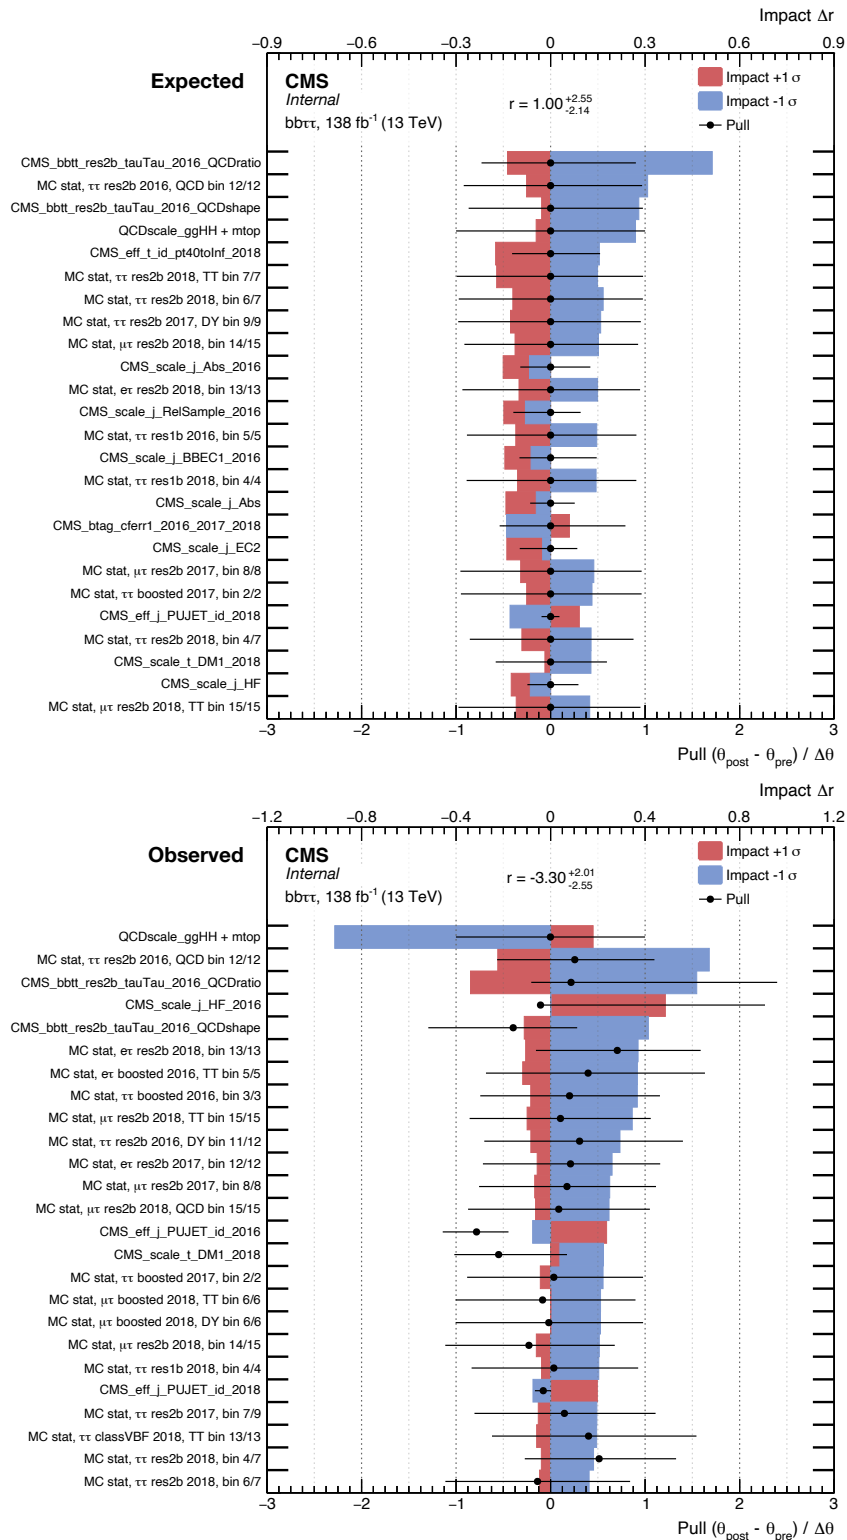 Impact Δr
−0.9 −0.3 0 0.3 0.6 0.9
Expected
CMS
Internal
bbττ, 138 fb⁻¹ (13 TeV)
r = 1.00 +2.55 -2.14
Impact +1 σ
Impact -1 σ
Pull
CMS_bbtt_res2b_tauTau_2016_QCDratio
MC stat, ττ res2b 2016, QCD bin 12/12
CMS_bbtt_res2b_tauTau_2016_QCDshape
QCDscale_ggHH + mtop
CMS_eff_t_id_pt40toInf_2018
MC stat, ττ res2b 2018, TT bin 7/7
MC stat, ττ res2b 2018, bin 6/7
MC stat, ττ res2b 2017, DY bin 9/9
MC stat, μτ res2b 2018, bin 14/15
CMS_scale_j_Abs_2016
MC stat, eτ res2b 2018, bin 13/13
CMS_scale_j_RelSample_2016
MC stat, ττ res1b 2016, bin 5/5
CMS_scale_j_BBEC1_2016
MC stat, ττ res1b 2018, bin 4/4
CMS_scale_j_Abs
CMS_btag_cferr1_2016_2017_2018
CMS_scale_j_EC2
MC stat, μτ res2b 2017, bin 8/8
MC stat, ττ boosted 2017, bin 2/2
CMS_eff_j_PUJET_id_2018
MC stat, ττ res2b 2018, bin 4/7
CMS_scale_t_DM1_2018
CMS_scale_j_HF
MC stat, μτ res2b 2018, TT bin 15/15
−3 −1 0 1 2 3
Pull (θpost - θpre) / Δθ
Impact Δr
−1.2 −0.4 0 0.4 0.8 1.2
Observed
CMS
Internal
bbττ, 138 fb⁻¹ (13 TeV)
r = -3.30 +2.01 -2.55
Impact +1 σ
Impact -1 σ
Pull
QCDscale_ggHH + mtop
MC stat, ττ res2b 2016, QCD bin 12/12
CMS_bbtt_res2b_tauTau_2016_QCDratio
CMS_scale_j_HF_2016
CMS_bbtt_res2b_tauTau_2016_QCDshape
MC stat, eτ res2b 2018, bin 13/13
MC stat, eτ boosted 2016, TT bin 5/5
MC stat, ττ boosted 2016, bin 3/3
MC stat, μτ res2b 2018, TT bin 15/15
MC stat, ττ res2b 2016, DY bin 11/12
MC stat, eτ res2b 2017, bin 12/12
MC stat, μτ res2b 2017, bin 8/8
MC stat, μτ res2b 2018, QCD bin 15/15
CMS_eff_j_PUJET_id_2016
CMS_scale_t_DM1_2018
MC stat, ττ boosted 2017, bin 2/2
MC stat, μτ boosted 2018, TT bin 6/6
MC stat, μτ boosted 2018, DY bin 6/6
MC stat, μτ res2b 2018, bin 14/15
MC stat, ττ res1b 2018, bin 4/4
CMS_eff_j_PUJET_id_2018
MC stat, ττ res2b 2017, bin 7/9
MC stat, ττ classVBF 2018, TT bin 13/13
MC stat, ττ res2b 2018, bin 4/7
MC stat, ττ res2b 2018, bin 6/7
−3 −1 0 1 2 3
Pull (θpost - θpre) / Δθ